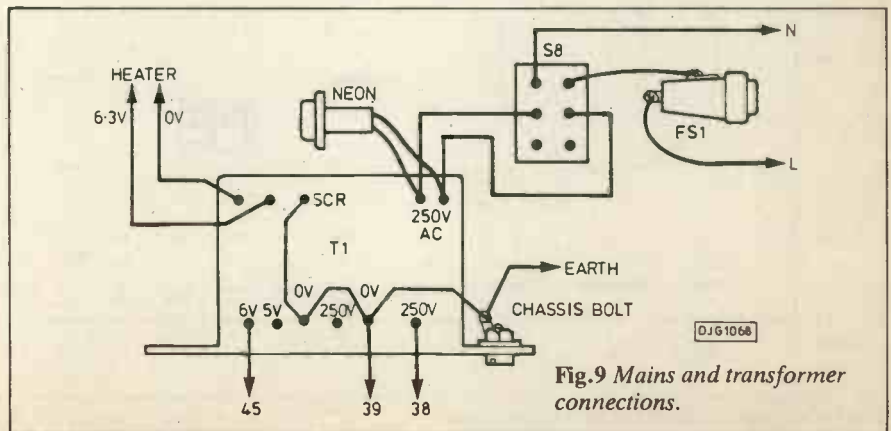 N
S8
HEATER
NEON
6·3V
0V
FS1
L
SCR
250V
AC
T1
EARTH
0V
0V
CHASSIS BOLT
6V
5V
250V
250V
DJG1068
Fig.9 Mains and transformer
connections.
45
39
38